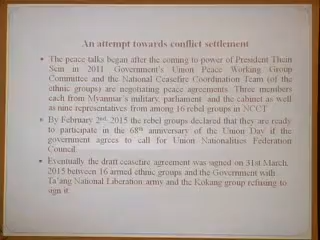 An attempt towards conflict settlement
The peace talks began after the coming to power of President Thein
Sein in 2011. Government's Union Peace Working Group
Committee and the National Ceasefire Coordination Team (of the
ethnic groups) are negotiating peace agreements. Three members
each from Myanmar's military, parliament and the cabinet as well
as nine representatives from among 16 rebel groups in NCCT
By February 2nd, 2015 the rebel groups declared that they are ready
to participate in the 68th anniversary of the Union Day if the
government agrees to call for Union Nationalities Federation
Council.
Eventually, the draft ceasefire agreement was signed on 31st March,
2015 between 16 armed ethnic groups and the Government with
Ta'ang National Liberation army and the Kokang group refusing to
sign it.